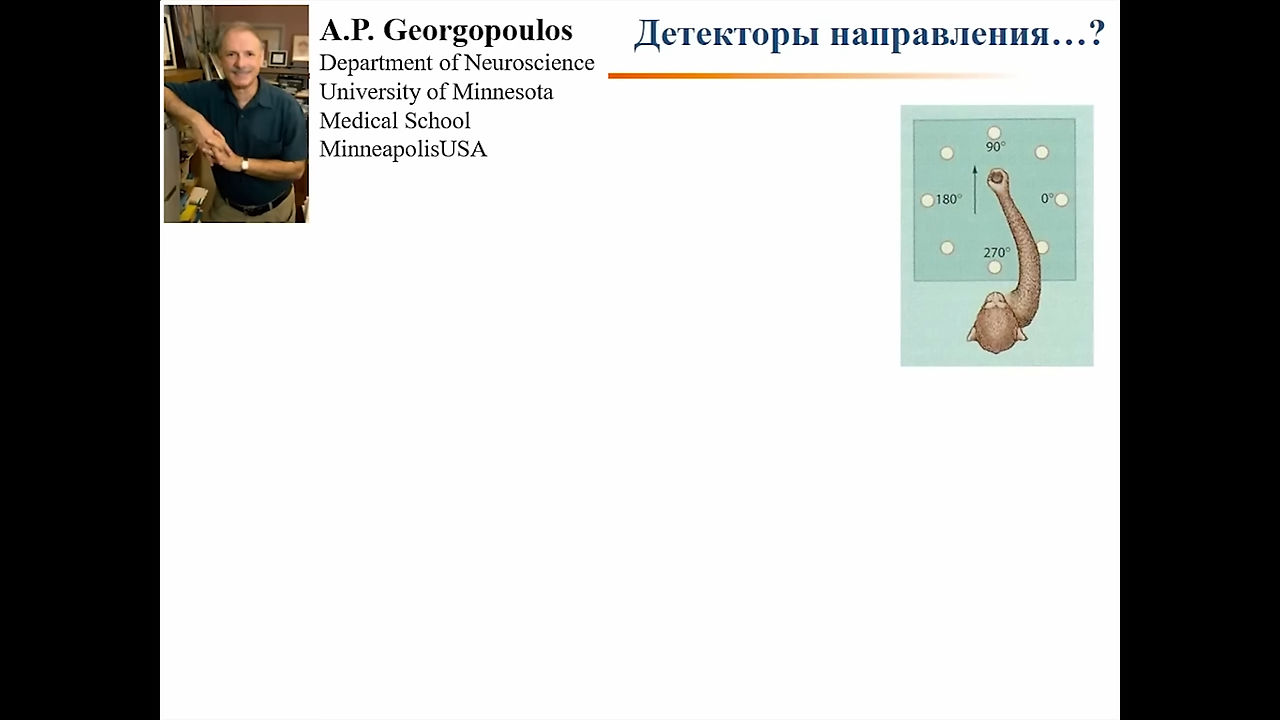 A.P. Georgopoulos
Department of Neuroscience
University of Minnesota
Medical School
MinneapolisUSA
Детекторы направления…?
90°
180°
0°
270°